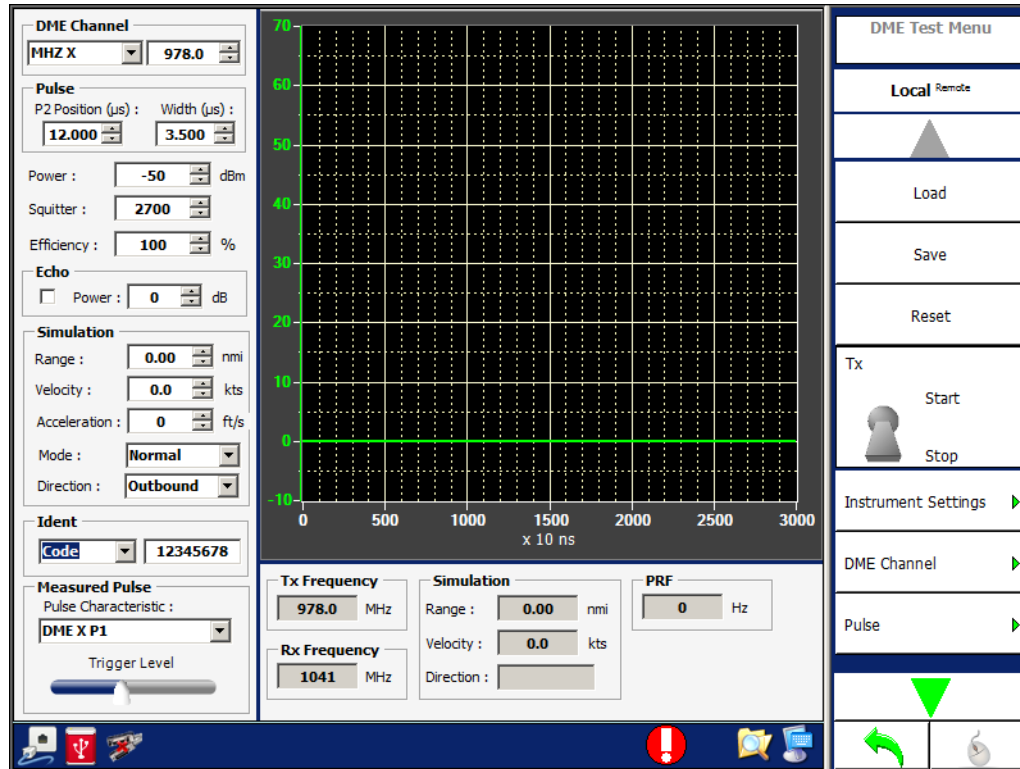 DME Channel
MHZ X 978.0
Pulse
P2 Position (µs) : Width (µs) :
12.000 3.500
Power : -50 dBm
Squitter : 2700
Efficiency : 100 %
Echo
Power : 0 dB
Simulation
Range : 0.00 nmi
Velocity : 0.0 kts
Acceleration : 0 ft/s
Mode : Normal
Direction : Outbound
Ident
Code 12345678
Measured Pulse
Pulse Characteristic :
DME X P1
Trigger Level
70
60
50
40
30
20
10
0
-10
0 500 1000 1500 2000 2500 3000
x 10 ns
Tx Frequency
978.0 MHz
Rx Frequency
1041 MHz
Simulation
Range : 0.00 nmi
Velocity : 0.0 kts
Direction :
PRF
0 Hz
DME Test Menu
Local Remote
Load
Save
Reset
Tx
Start
Stop
Instrument Settings
DME Channel
Pulse